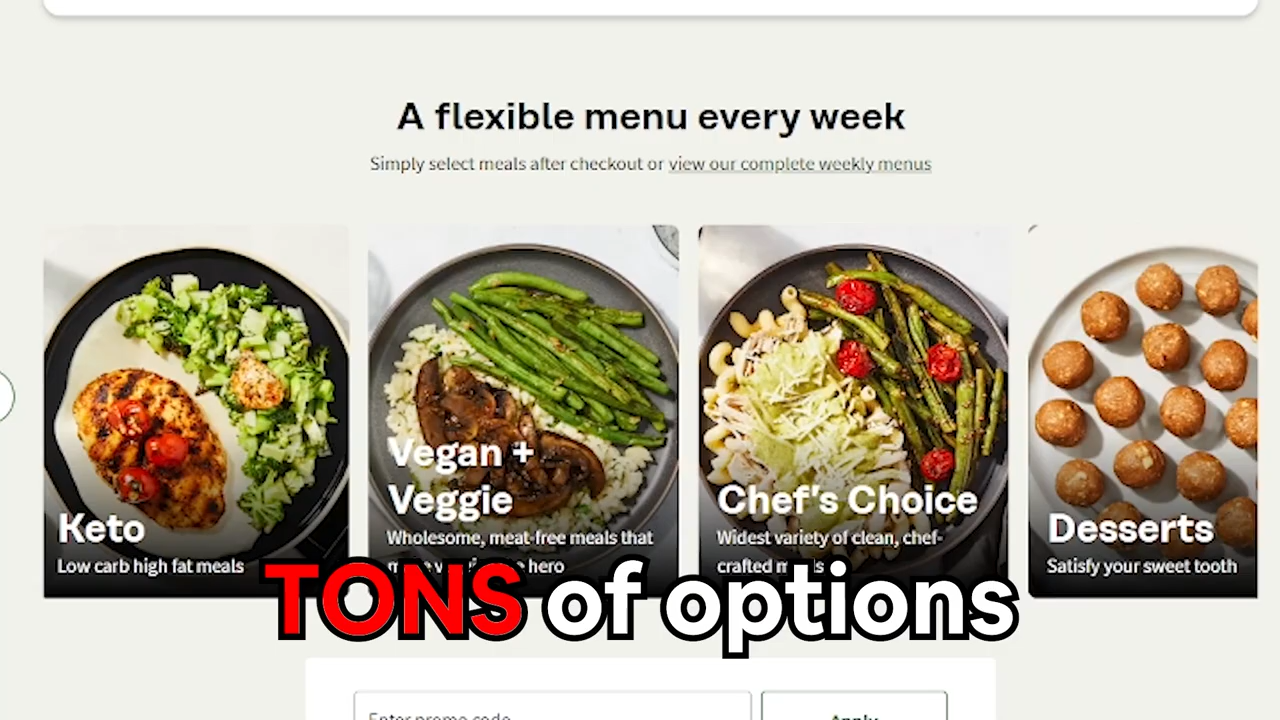 A flexible menu every week
Simply select meals after checkout or view our complete weekly menus
Keto
Low carb high fat meals
Vegan +
Veggie
Wholesome, meat-free meals that
hero
Chef's Choice
Widest variety of clean, chef-
crafted
Desserts
Satisfy your sweet tooth
TONS of options
Enter promo code
Apply